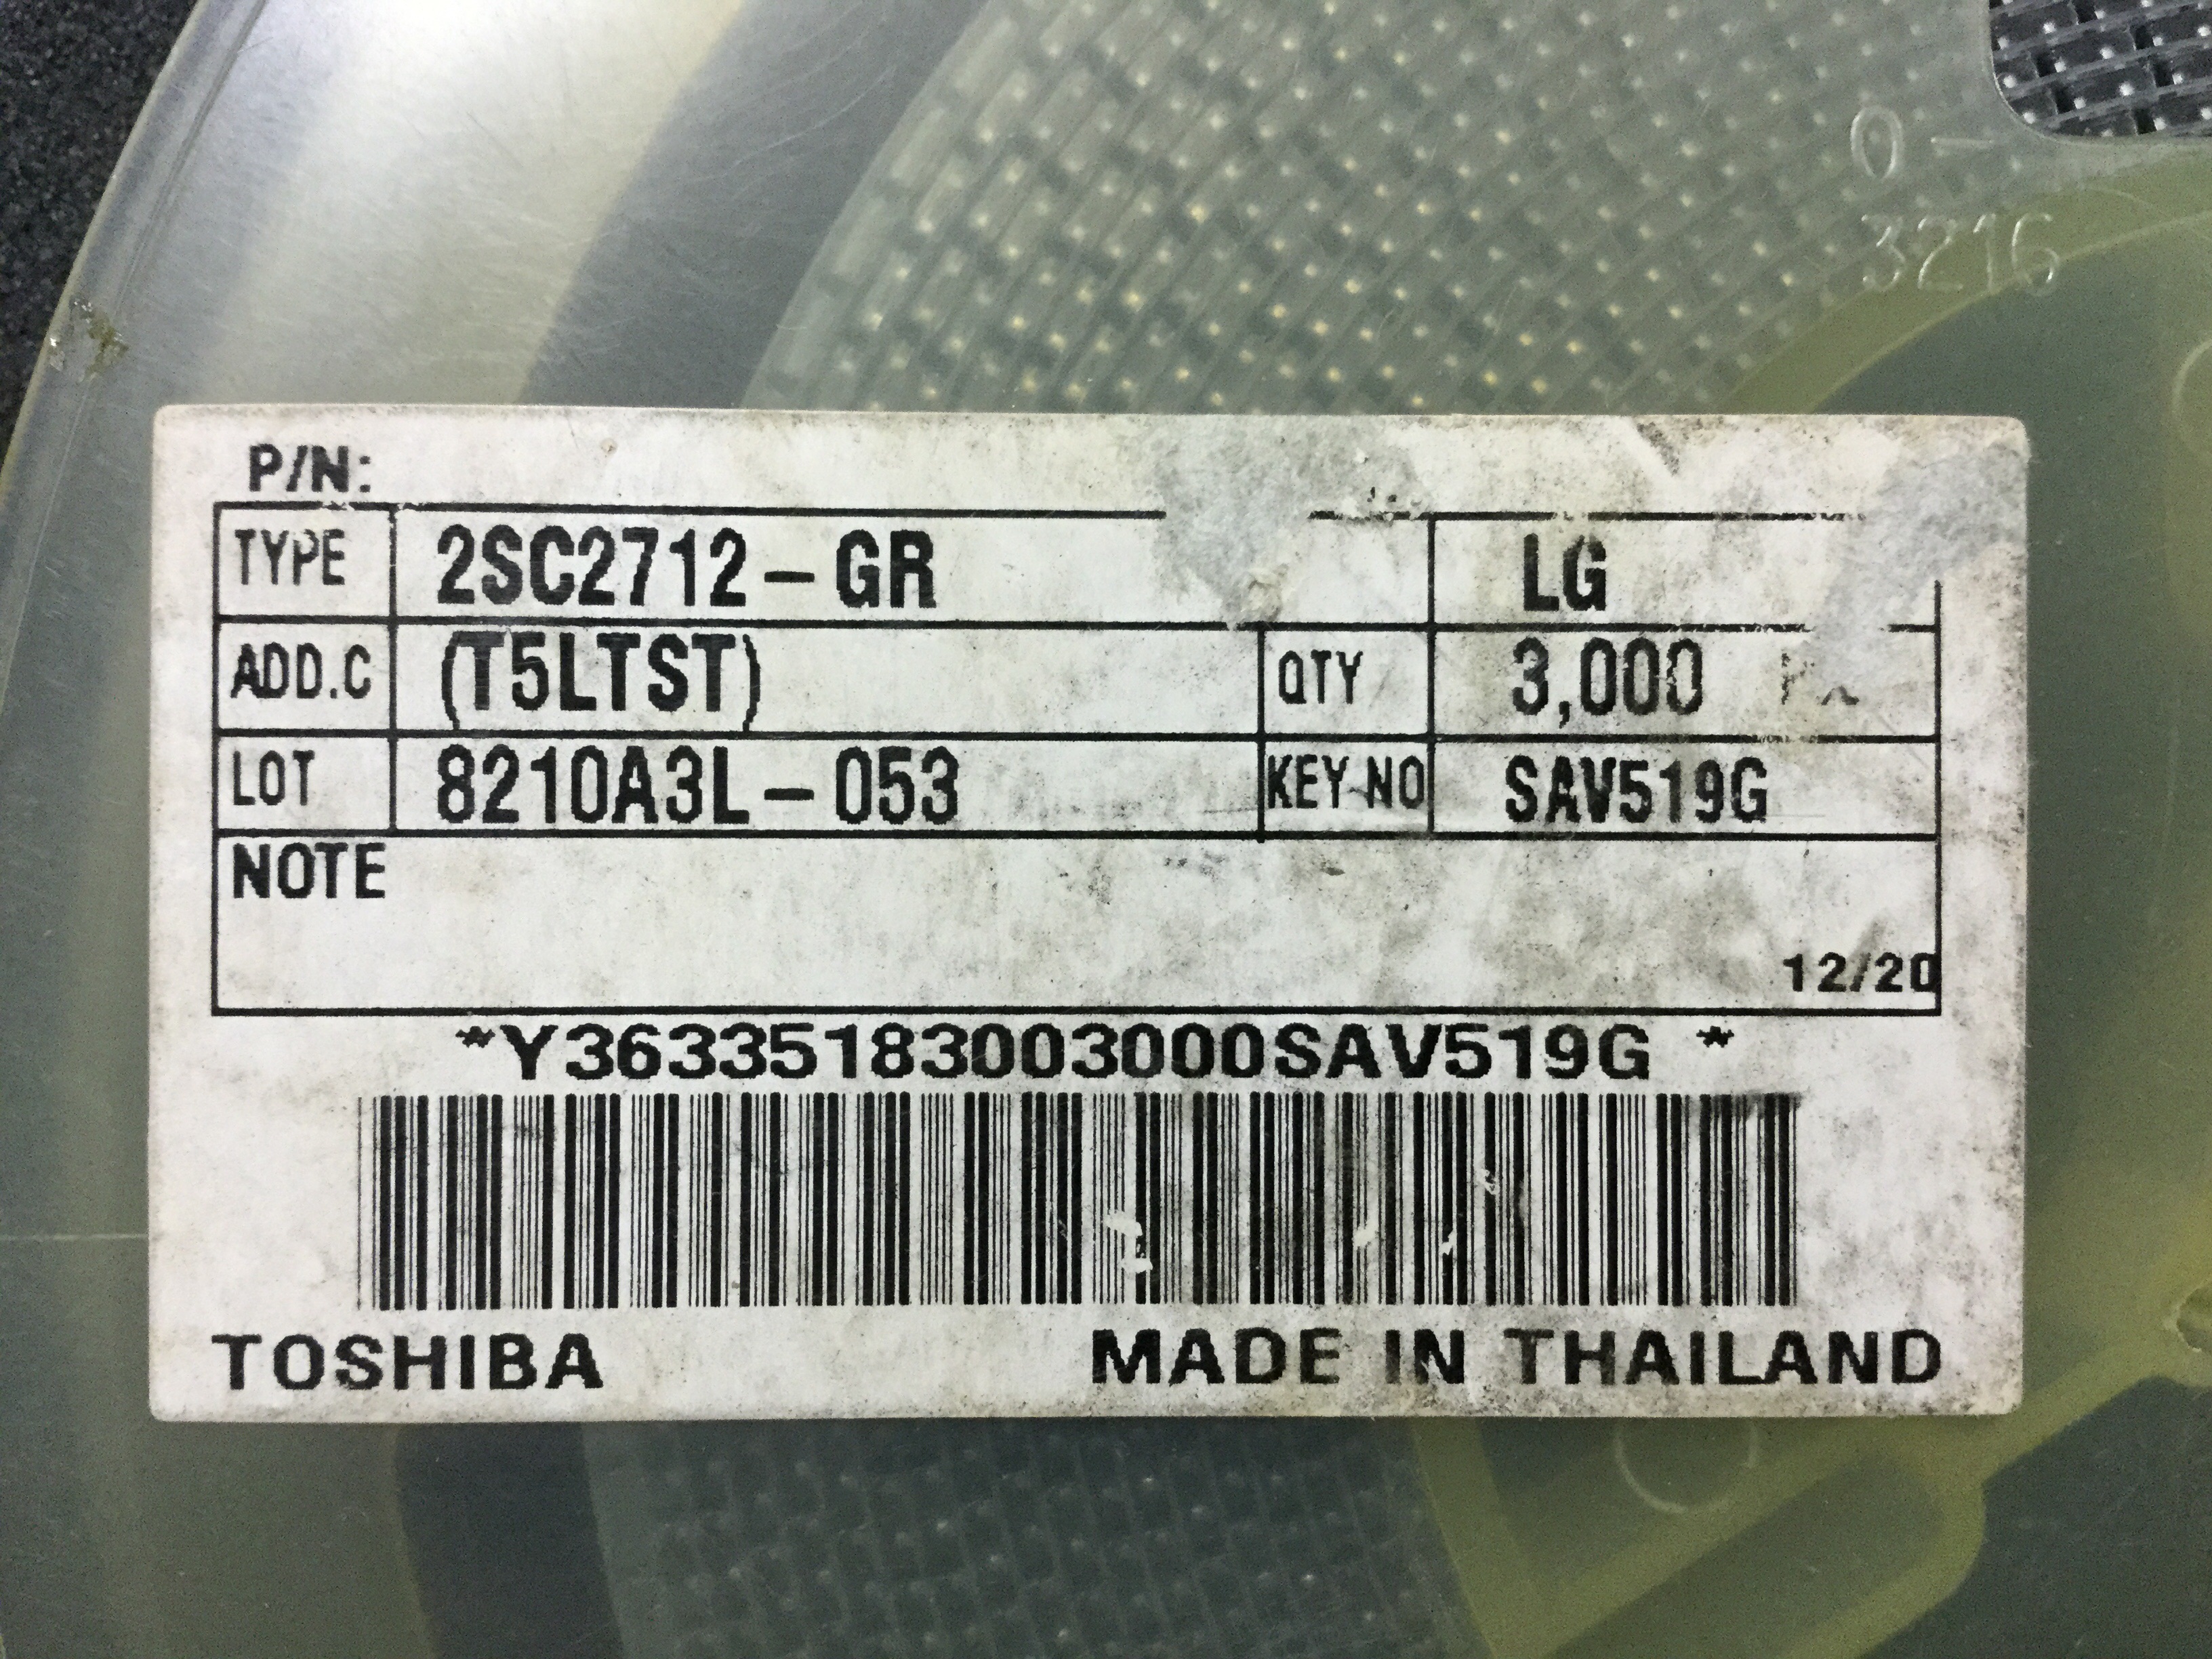 0 -
3216
P/N:
TYPE 2SC2712-GR LG
ADD.C (T5LTST) QTY 3,000
LOT 8210A3L-053 KEY NO SAV519G
NOTE
12/20
*Y36335183003000SAV519G *
TOSHIBA MADE IN THAILAND